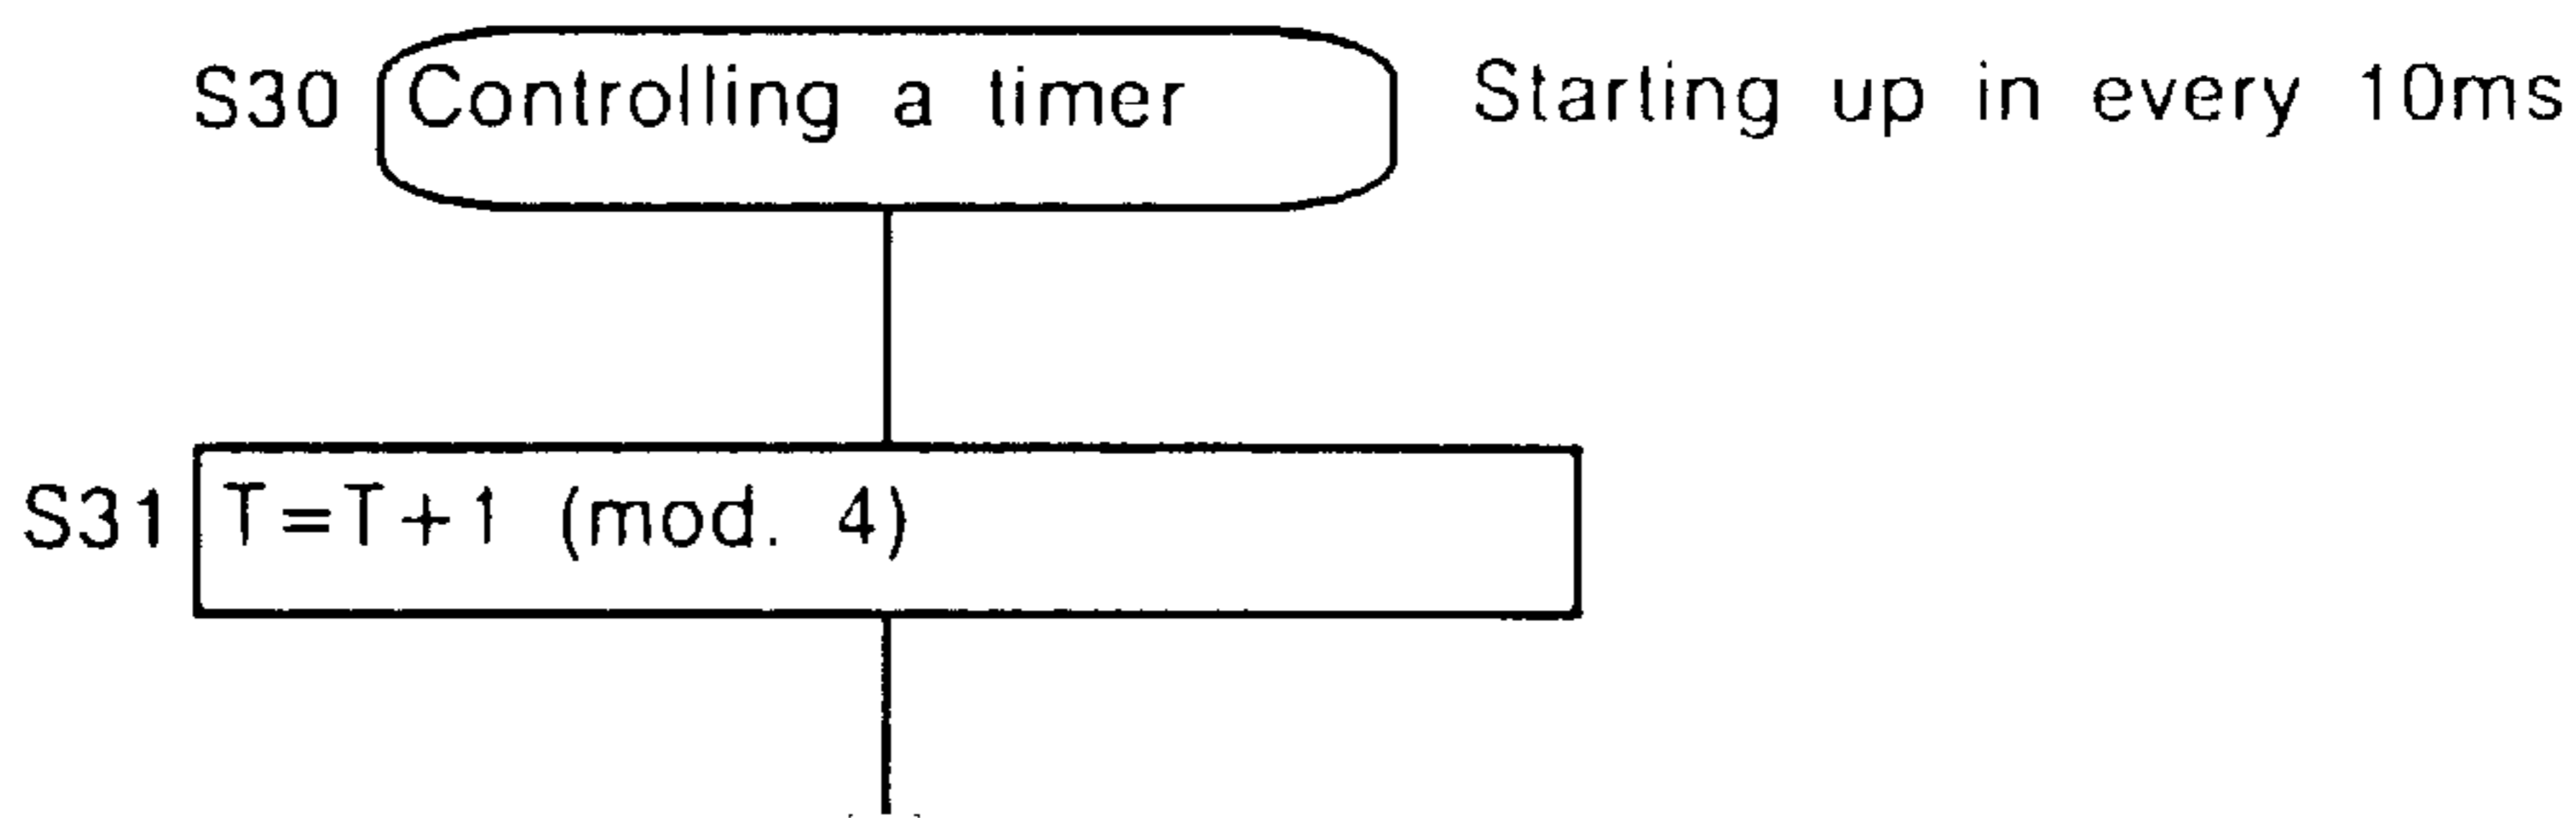 S30 Controlling a timer Starting up in every 10ms
S31 T=T+1 (mod. 4)